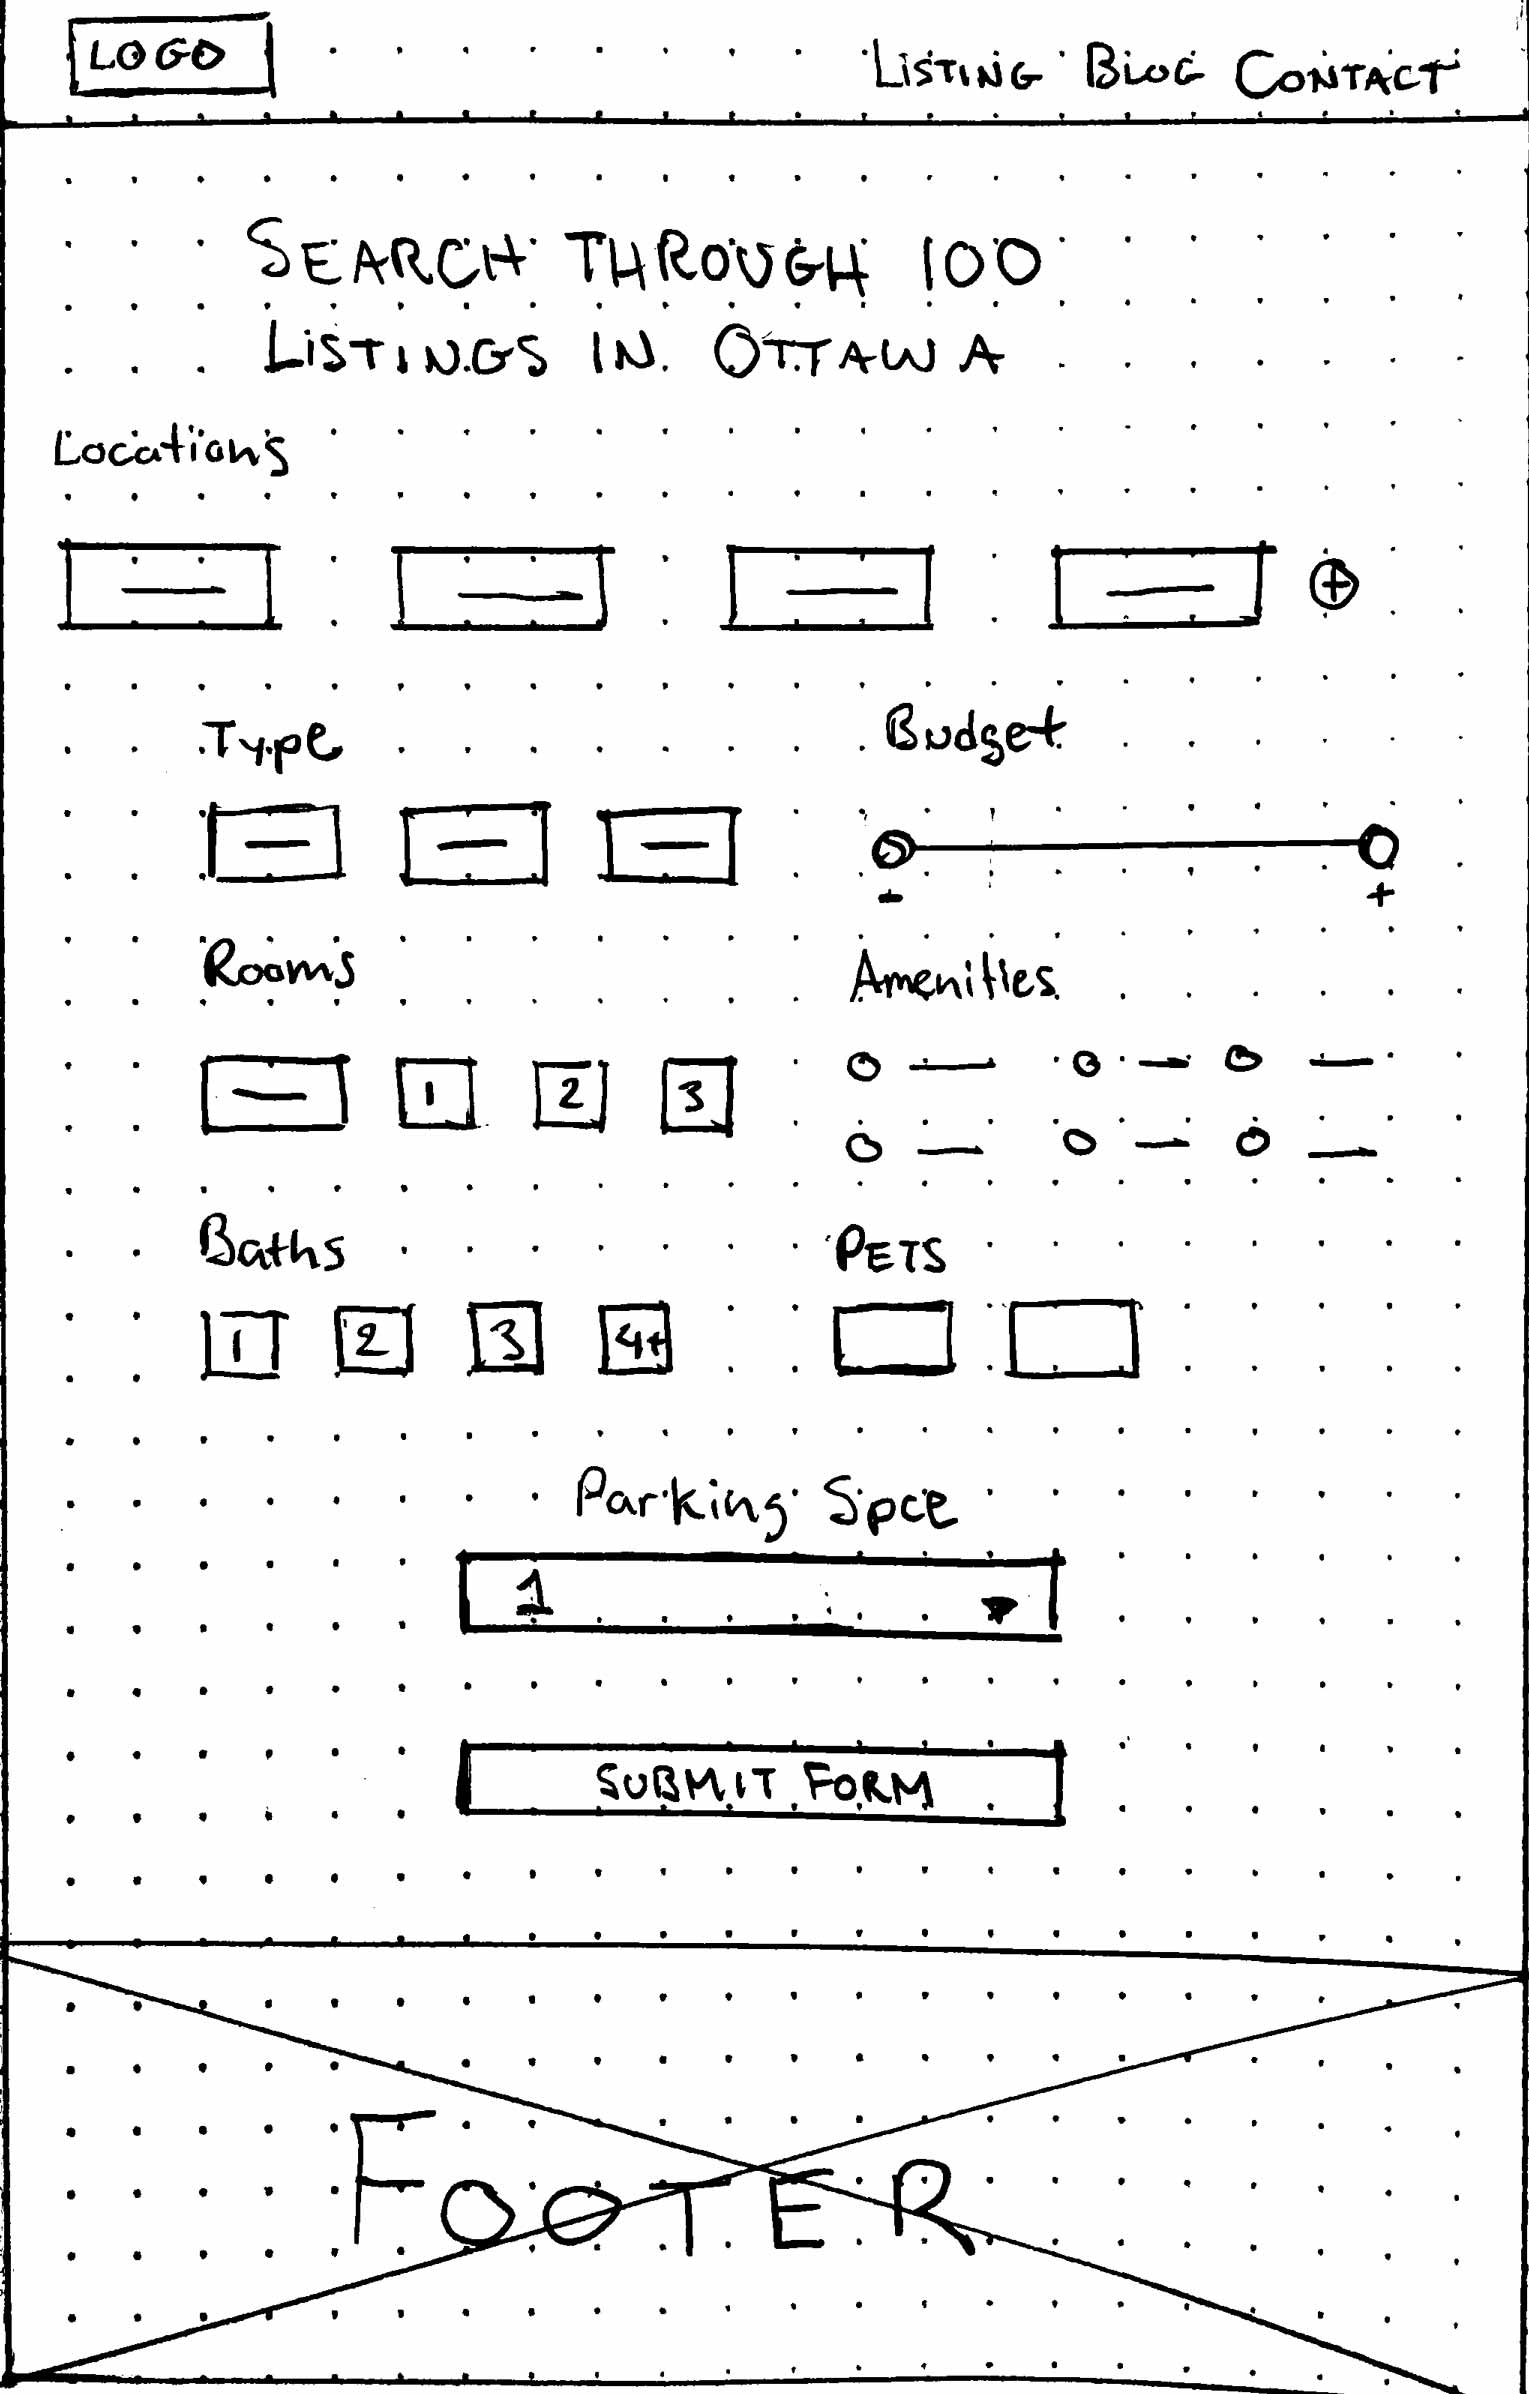 LOGO
LiSTING BLOG CONTACT
SEARCH THROUGH 100
LiSTINGS IN OTTAWA
Locations
Type Budget
- +
Rooms Amenities
1 2 3
Baths PETS
1 2 3 4+
Parking Spce
1
SUBMIT FORM
FOOTER